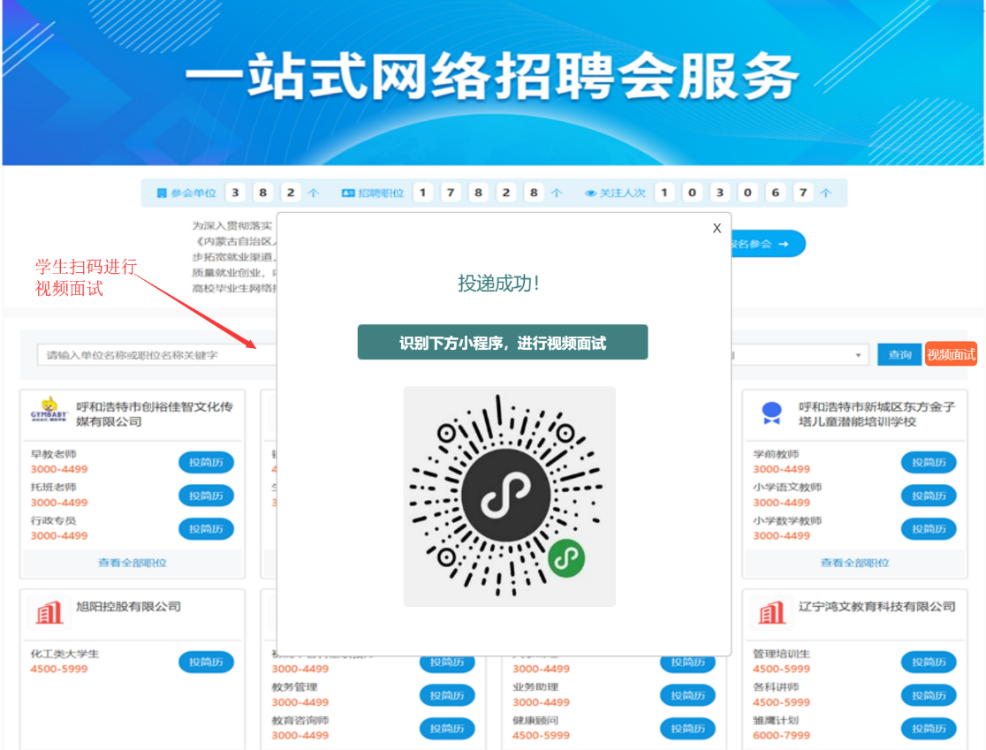 一站式网络招聘会服务
参会单位 3 8 2 个 招聘职位 1 7 8 2 8 个 关注人次 1 0 3 0 6 7 个
为深入贯彻落实
《内蒙古自治区
步拓宽就业渠道,
质量就业创业,
高校毕业生网络
报名参会 →
X
投递成功!
识别下方小程序，进行视频面试
学生扫码进行
视频面试
请输入单位名称或职位名称关键字
查询
视频面试
GYMBABY
呼和浩特市创裕佳智文化传
媒有限公司
早教老师
3000-4499
投简历
托班老师
3000-4499
投简历
行政专员
3000-4499
投简历
查看全部职位
呼和浩特市新城区东方金子
塔儿童潜能培训学校
学前教师
3000-4499
投简历
小学语文教师
3000-4499
投简历
小学数学教师
3000-4499
投简历
查看全部职位
旭阳控股有限公司
化工类大学生
4500-5999
投简历
3000-4499
投简历
教务管理
3000-4499
投简历
教育咨询师
3000-4499
投简历
3000-4499
投简历
业务助理
3000-4499
投简历
健康顾问
4500-5999
投简历
辽宁鸿文教育科技有限公司
管理培训生
4500-5999
投简历
各科讲师
4500-5999
投简历
雏鹰计划
6000-7999
投简历